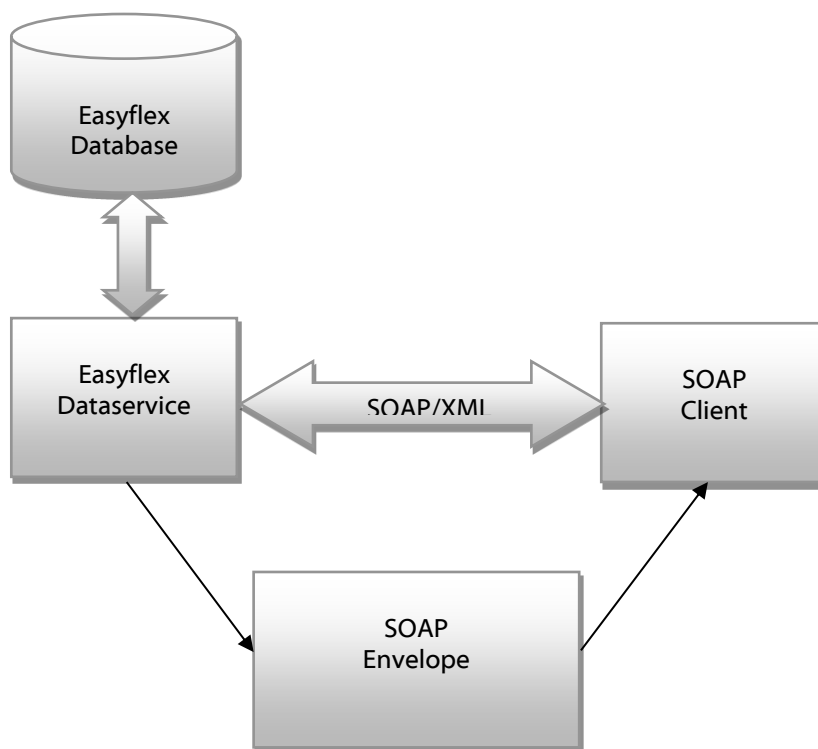 Easyflex
Database
Easyflex
Dataservice
SOAP/XML
SOAP
Client
SOAP
Envelope